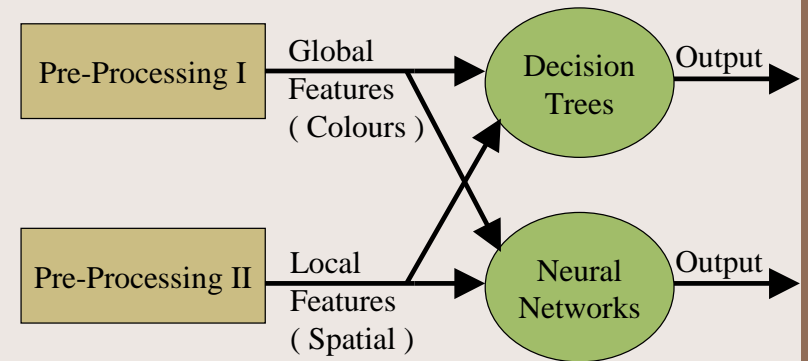 Pre-Processing I
Global
Features
( Colours )
Decision
Trees
Output
Pre-Processing II
Local
Features
( Spatial )
Neural
Networks
Output